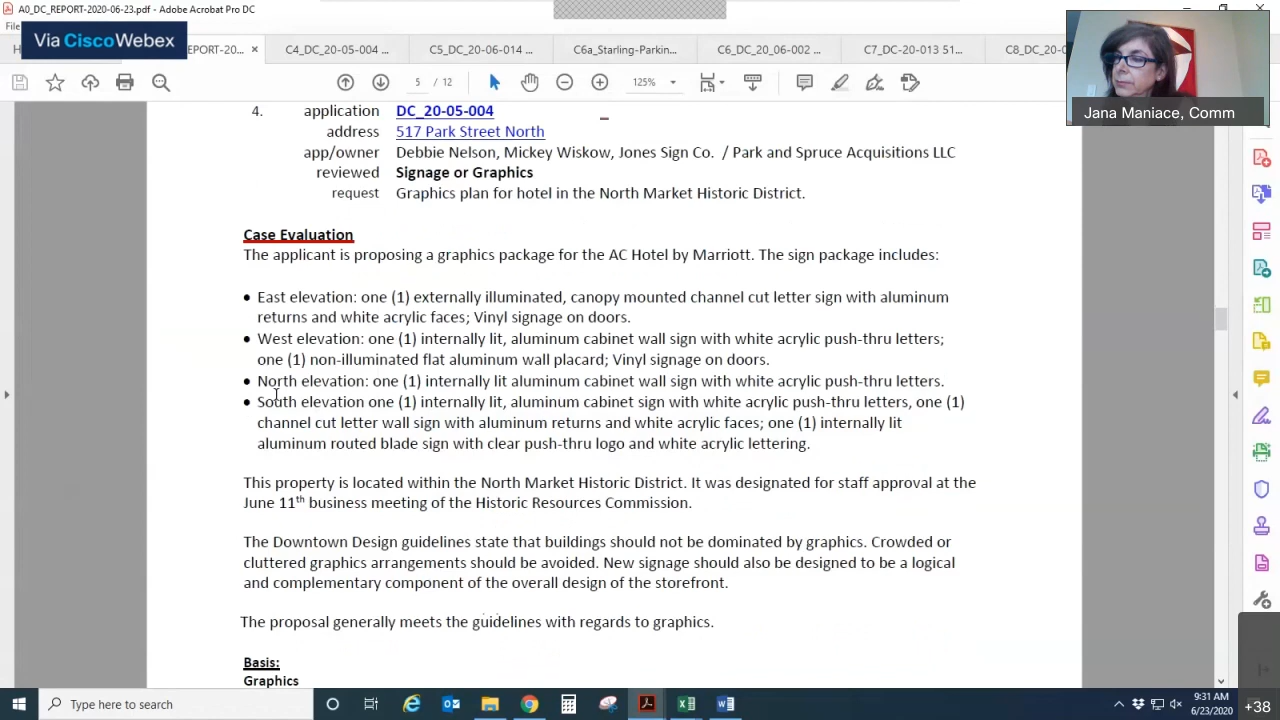 A0_DC_REPORT-2020-06-23.pdf - Adobe Acrobat Pro DC
Via Cisco Webex
REPORT-20...
C4_DC_20-05-004 ...
C5_DC_20-06-014 ...
C6a_Starling-Parkin...
C6_DC_20_06-002 ...
C7_DC-20-013 51...
C8_DC_20-0
5 / 12
125%
Jana Maniace, Comm
4. application DC_20-05-004
address 517 Park Street North
app/owner Debbie Nelson, Mickey Wiskow, Jones Sign Co. / Park and Spruce Acquisitions LLC
reviewed Signage or Graphics
request Graphics plan for hotel in the North Market Historic District.
Case Evaluation
The applicant is proposing a graphics package for the AC Hotel by Marriott. The sign package includes:
• East elevation: one (1) externally illuminated, canopy mounted channel cut letter sign with aluminum
returns and white acrylic faces; Vinyl signage on doors.
• West elevation: one (1) internally lit, aluminum cabinet wall sign with white acrylic push-thru letters;
one (1) non-illuminated flat aluminum wall placard; Vinyl signage on doors.
• North elevation: one (1) internally lit aluminum cabinet wall sign with white acrylic push-thru letters.
• South elevation one (1) internally lit, aluminum cabinet sign with white acrylic push-thru letters, one (1)
channel cut letter wall sign with aluminum returns and white acrylic faces; one (1) internally lit
aluminum routed blade sign with clear push-thru logo and white acrylic lettering.
This property is located within the North Market Historic District. It was designated for staff approval at the
June 11th business meeting of the Historic Resources Commission.
The Downtown Design guidelines state that buildings should not be dominated by graphics. Crowded or
cluttered graphics arrangements should be avoided. New signage should also be designed to be a logical
and complementary component of the overall design of the storefront.
The proposal generally meets the guidelines with regards to graphics.
Basis:
Graphics
Type here to search
9:31 AM
6/23/2020
+38